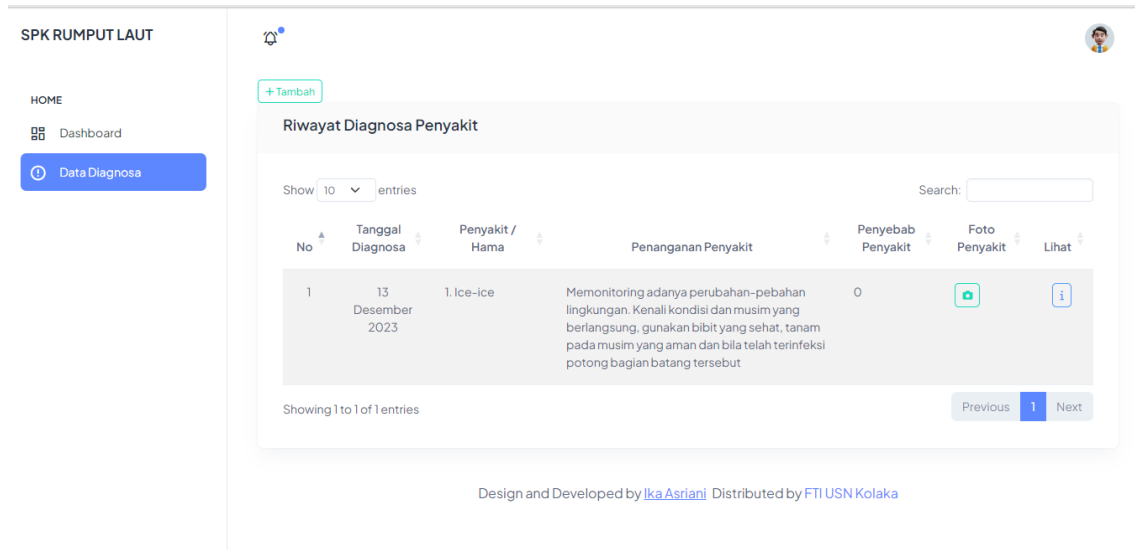 SPK RUMPUT LAUT
HOME
Dashboard
Data Diagnosa
+ Tambah
Riwayat Diagnosa Penyakit
Show 10 entries
Search:
No
Tanggal
Diagnosa
Penyakit /
Hama
Penanganan Penyakit
Penyebab
Penyakit
Foto
Penyakit
Lihat
1
13
Desember
2023
1. Ice-ice
Memonitoring adanya perubahan-pebahan
lingkungan. Kenali kondisi dan musim yang
berlangsung, gunakan bibit yang sehat, tanam
pada musim yang aman dan bila telah terinfeksi
potong bagian batang tersebut
0
i
Showing 1 to 1 of 1 entries
Previous 1 Next
Design and Developed by Ika Asriani Distributed by FTI USN Kolaka